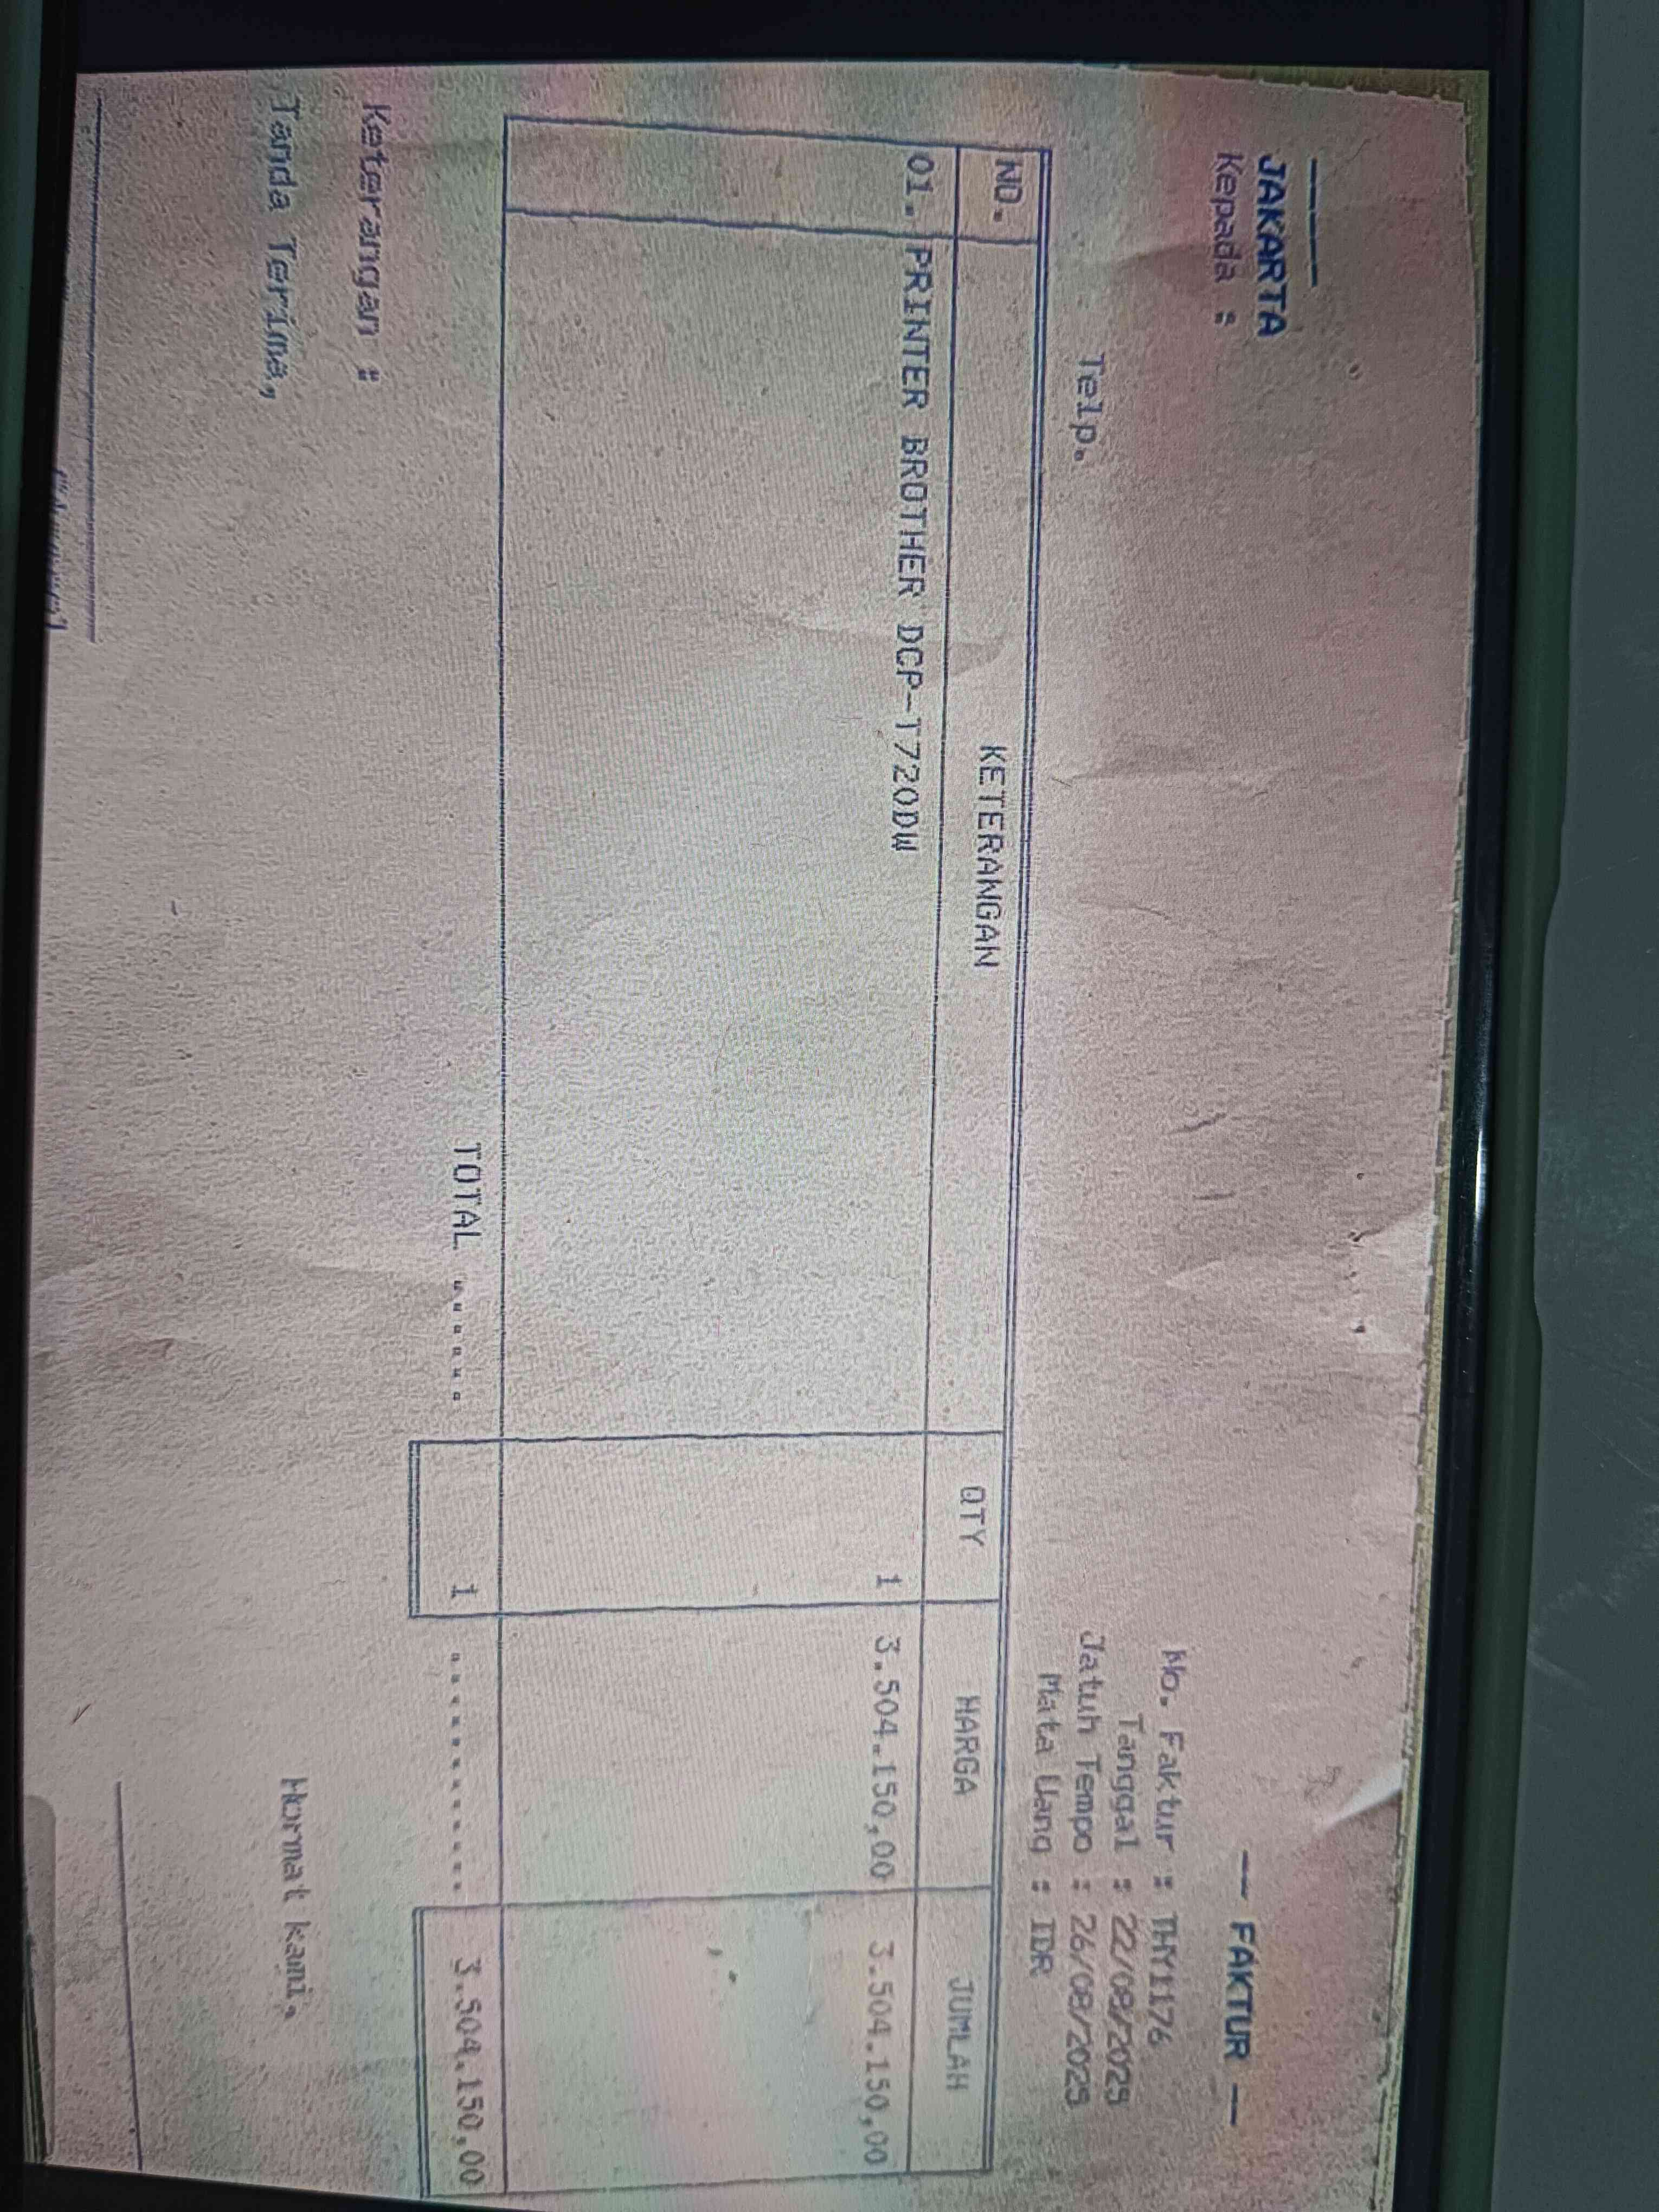 JAKARTA
— FAKTUR —
Kepada :
No. Faktur : THY1176
Tanggal : 22/08/2025
Telp.
Jatuh Tempo : 26/08/2025
Mata Uang : IDR
NO. KETERANGAN QTY HARGA JUMLAH
01. PRINTER BROTHER DCP-T720DW 1 3.504.150,00 3.504.150,00
TOTAL ....... 1 ........... 3.504.150,00
Keterangan :
Tanda Terima, Hormat kami,